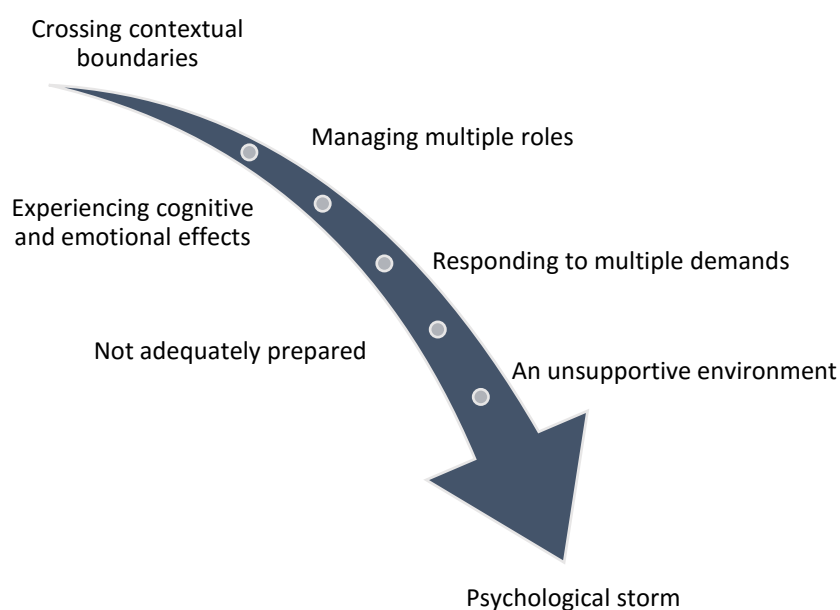 Crossing contextual
boundaries
Managing multiple roles
Experiencing cognitive
and emotional effects
Responding to multiple demands
Not adequately prepared
An unsupportive environment
Psychological storm